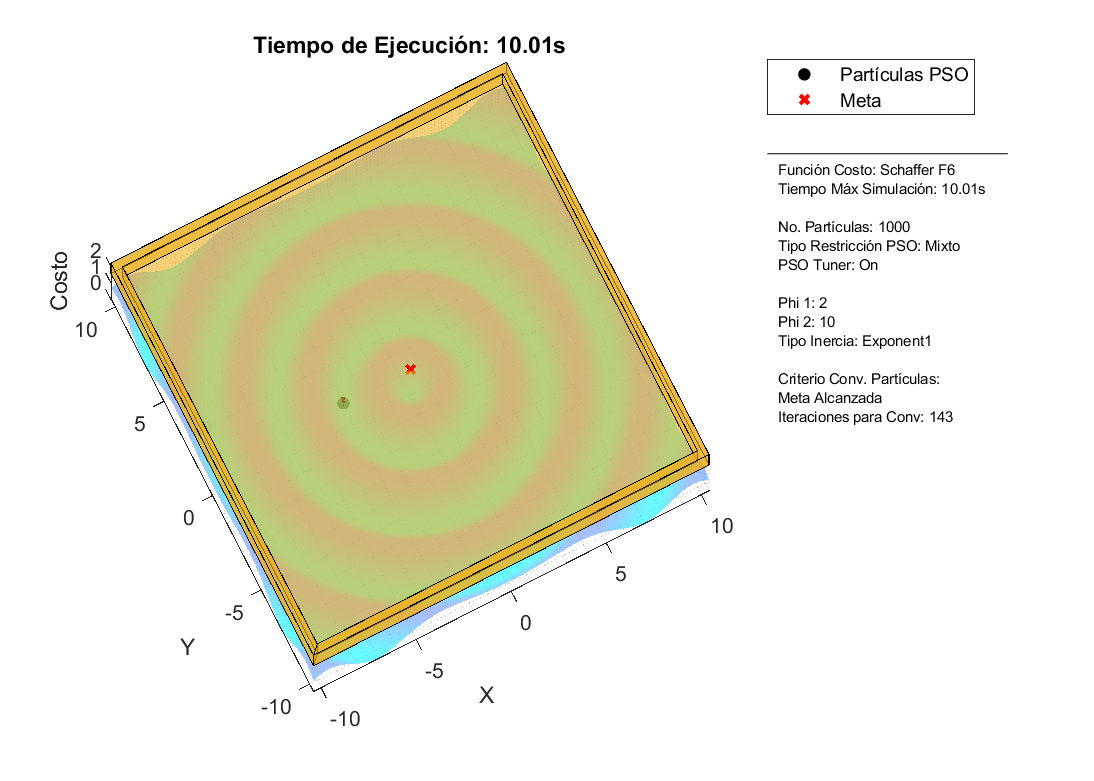 Tiempo de Ejecución: 10.01s
Partículas PSO
Meta
Función Costo: Schaffer F6
Tiempo Máx Simulación: 10.01s
No. Partículas: 1000
Tipo Restricción PSO: Mixto
PSO Tuner: On
Phi 1: 2
Phi 2: 10
Tipo Inercia: Exponent1
Criterio Conv. Partículas:
Meta Alcanzada
Iteraciones para Conv: 143
Costo
2
1
0
10
5
0
-5
-10
Y
-10
-5
0
5
10
X